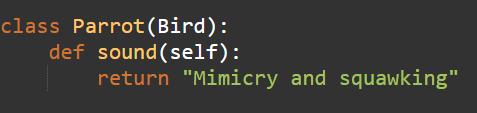 class Parrot(Bird):
    def sound(self):
        return "Mimicry and squawking"